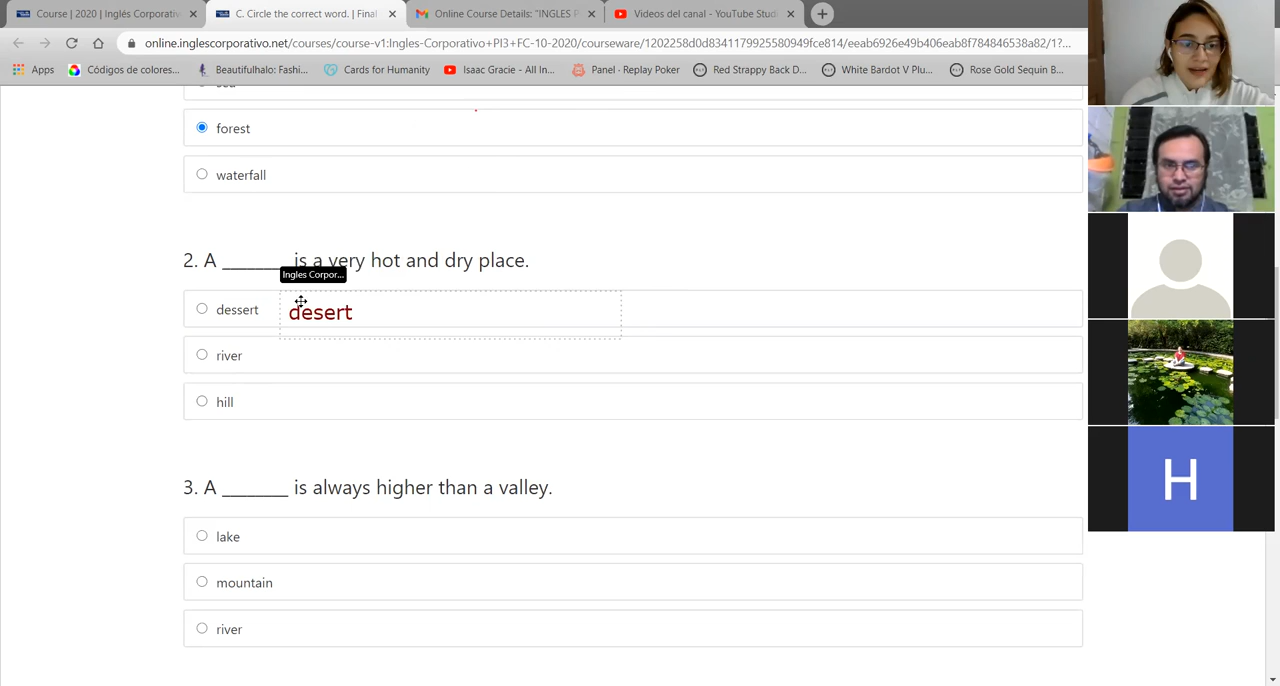 Course | 2020 | Inglés Corporativ
C. Circle the correct word. | Final
Online Course Details: "INGLES P
Videos del canal - YouTube Studi
online.inglescorporativo.net/courses/course-v1:Ingles-Corporativo+PI3+FC-10-2020/courseware/1202258d0d8341179925580949fce814/eeab6926e49b406eab8f784846538a82/1?...
Apps
Códigos de colores...
Beautifulhalo: Fashi...
Cards for Humanity
Isaac Gracie - All In...
Panel · Replay Poker
Red Strappy Back D...
White Bardot V Plu...
Rose Gold Sequin B...
forest
waterfall
2. A ________ is a very hot and dry place.
Ingles Corpor...
dessert
desert
river
hill
3. A ________ is always higher than a valley.
lake
mountain
river
H